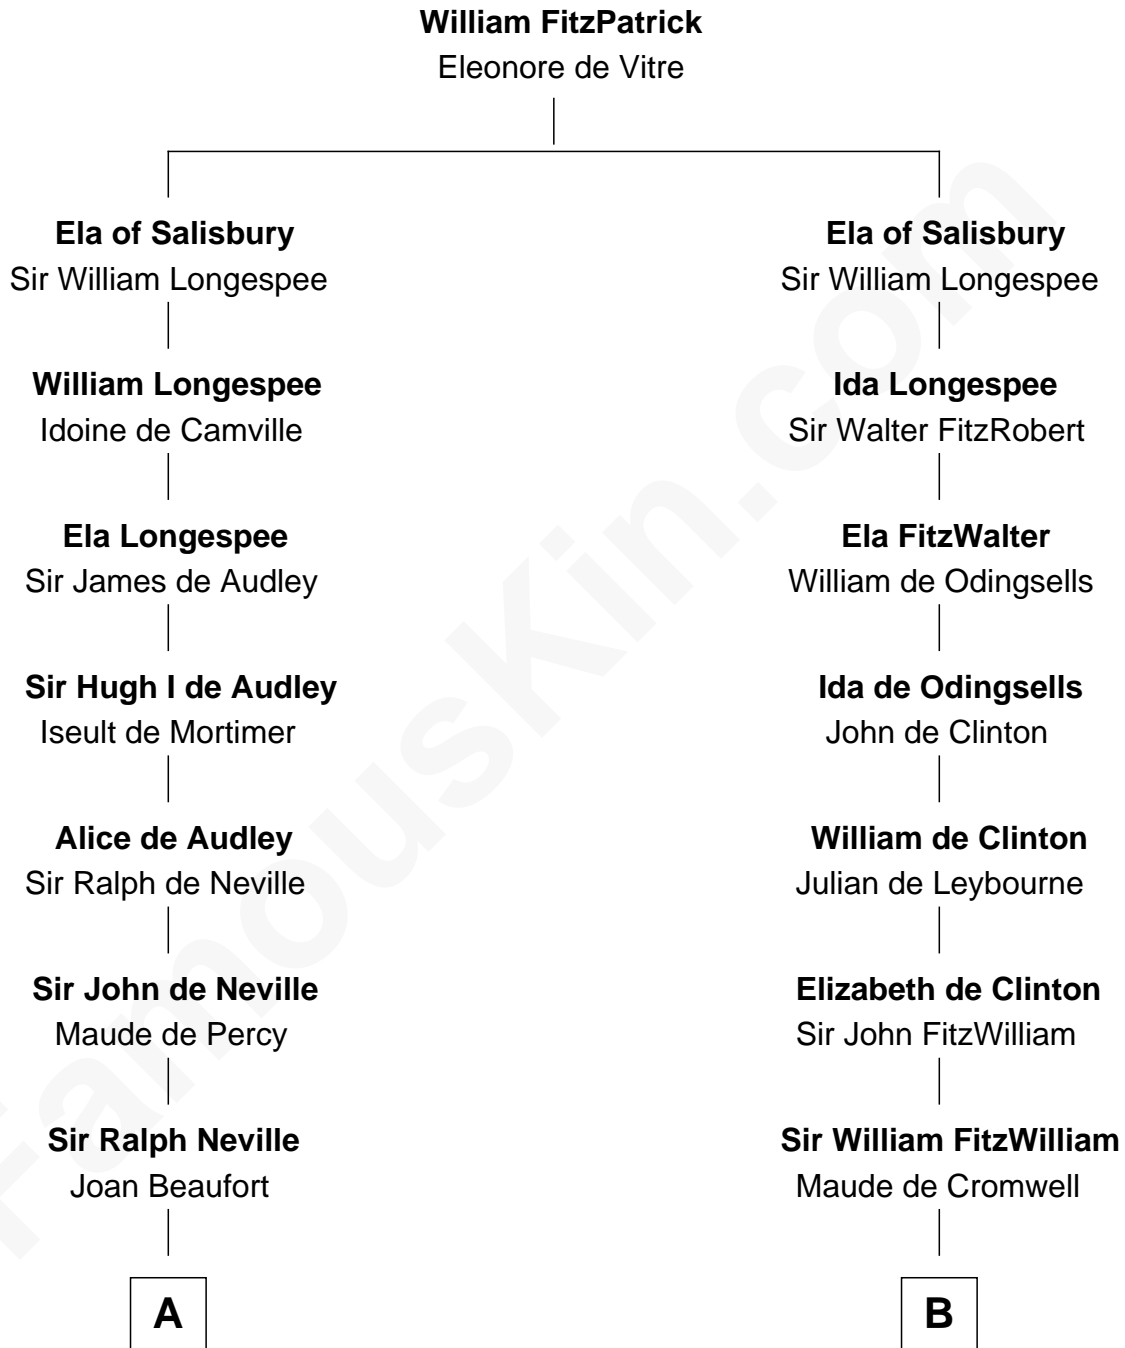 William FitzPatrick
Eleonore de Vitre
Ela of Salisbury
Sir William Longespee
William Longespee
Idoine de Camville
Ela Longespee
Sir James de Audley
Sir Hugh I de Audley
Iseult de Mortimer
Alice de Audley
Sir Ralph de Neville
Sir John de Neville
Maude de Percy
Sir Ralph Neville
Joan Beaufort
A
Ela of Salisbury
Sir William Longespee
Ida Longespee
Sir Walter FitzRobert
Ela FitzWalter
William de Odingsells
Ida de Odingsells
John de Clinton
William de Clinton
Julian de Leybourne
Elizabeth de Clinton
Sir John FitzWilliam
Sir William FitzWilliam
Maude de Cromwell
B
FamousKin.com